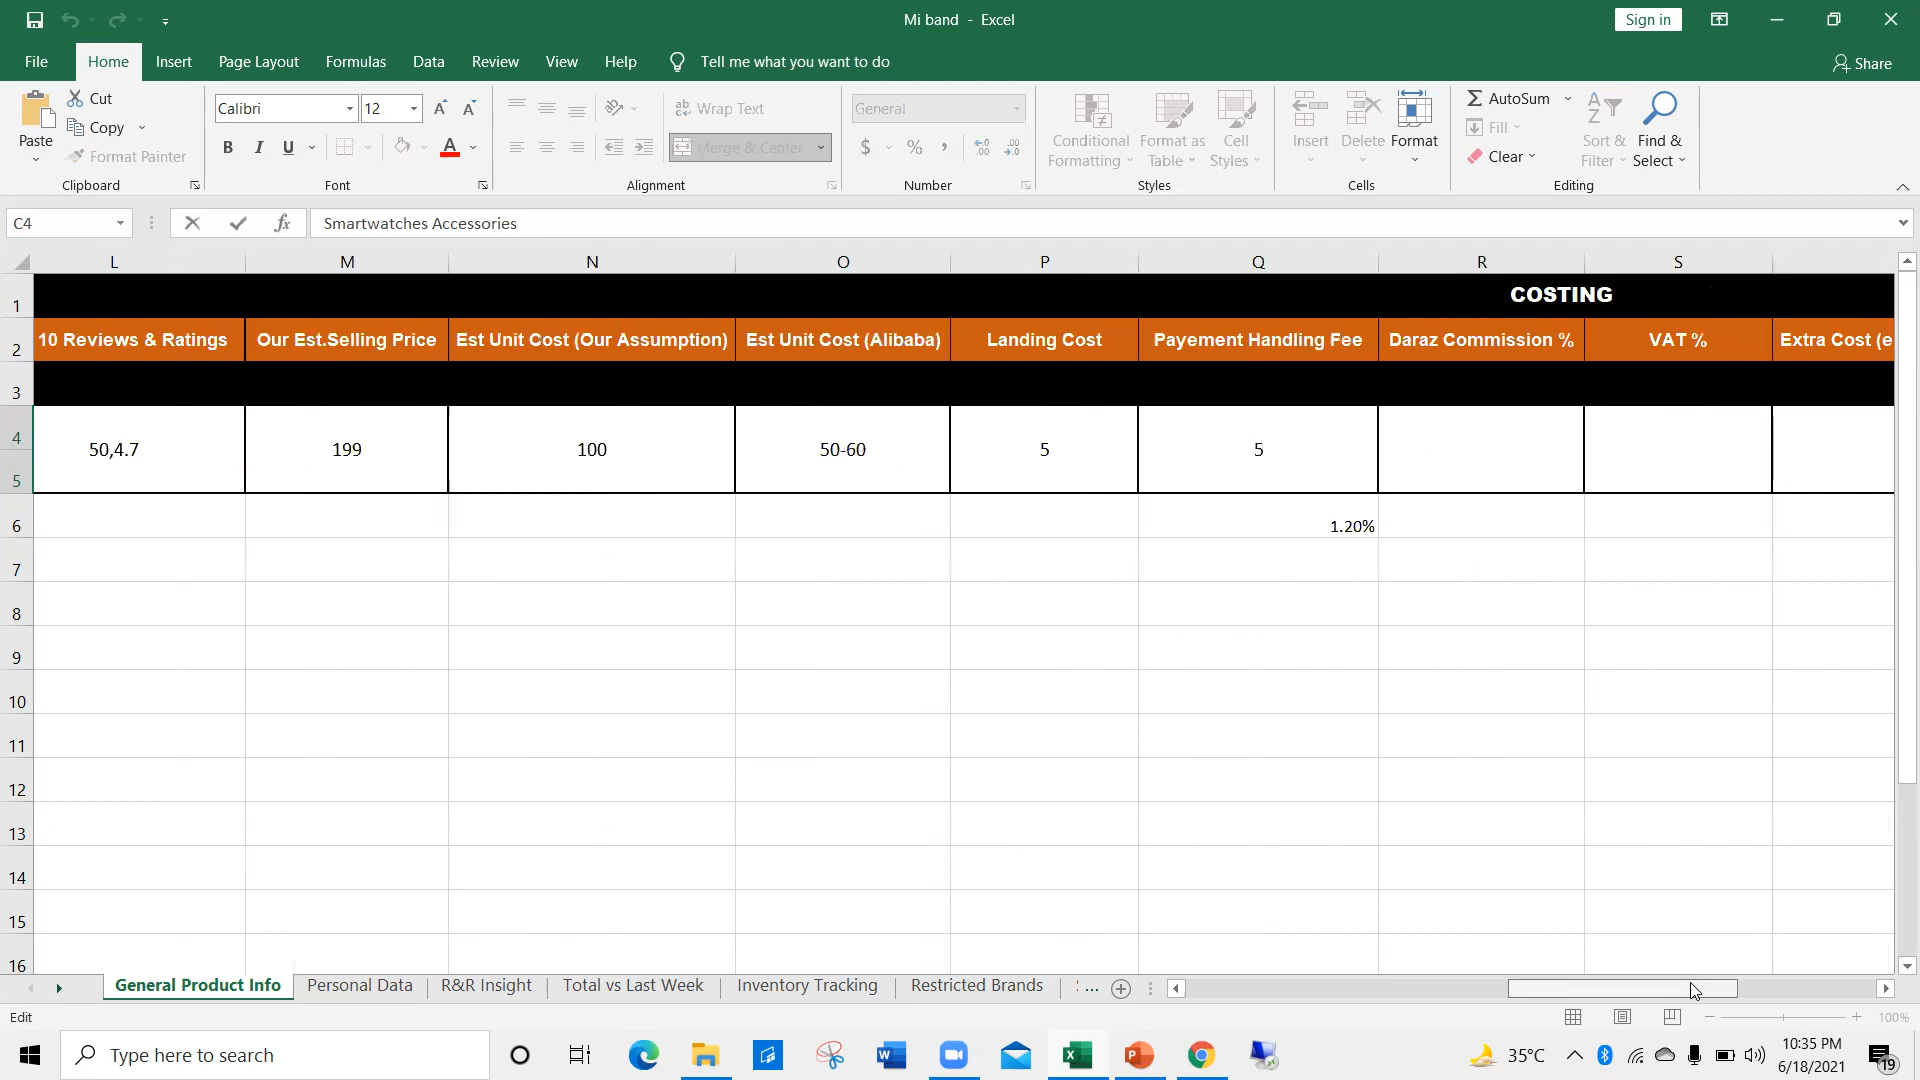 Mi band - Excel
Sign in
File Home Insert Page Layout Formulas Data Review View Help Tell me what you want to do Share
Paste
Cut
Copy
Format Painter
Clipboard
Calibri 12
B I U
Font
Wrap Text
Merge & Center
Alignment
General
$ % ,
Number
Conditional Formatting
Format as Table
Cell Styles
Styles
Insert
Delete
Format
Cells
AutoSum
Fill
Clear
Sort & Filter
Find & Select
Editing
C4 fx Smartwatches Accessories
L M N O P Q R S
1 COSTING
2 10 Reviews & Ratings Our Est.Selling Price Est Unit Cost (Our Assumption) Est Unit Cost (Alibaba) Landing Cost Payement Handling Fee Daraz Commission % VAT % Extra Cost (e
3
4 50,4.7 199 100 50-60 5 5
5
6 1.20%
7
8
9
10
11
12
13
14
15
16
General Product Info Personal Data R&R Insight Total vs Last Week Inventory Tracking Restricted Brands ...
Edit 100%
Type here to search 35°C 10:35 PM
6/18/2021 19